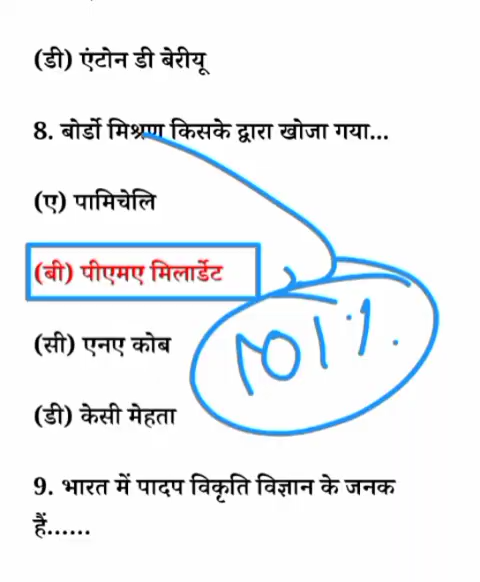 (डी) एंटोन डी बेरीयू
8. बोर्डो मिश्रण किसके द्वारा खोजा गया...
(ए) पामिचेलि
(बी) पीएमए मिलार्डेट
(सी) एनए कोब
101%
(डी) केसी मेहता
9. भारत में पादप विकृति विज्ञान के जनक
हैं......